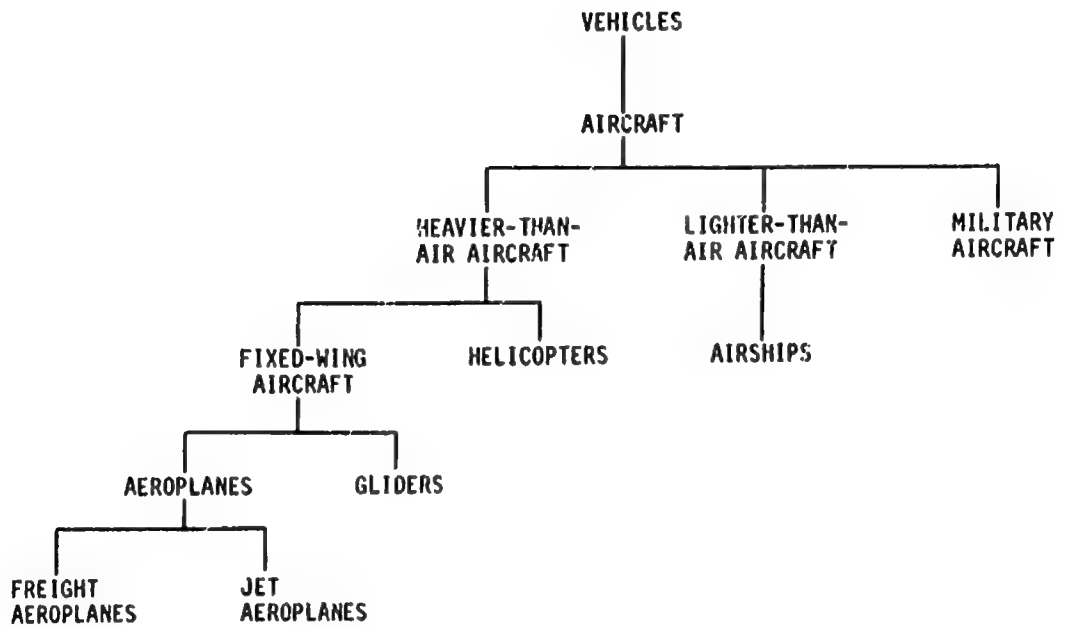 VEHICLES
AIRCRAFT
HEAVIER-THAN-
AIR AIRCRAFT
LIGHTER-THAN-
AIR AIRCRAFT
MILITARY
AIRCRAFT
FIXED-WING
AIRCRAFT
HELICOPTERS
AIRSHIPS
AEROPLANES
GLIDERS
FREIGHT
AEROPLANES
JET
AEROPLANES